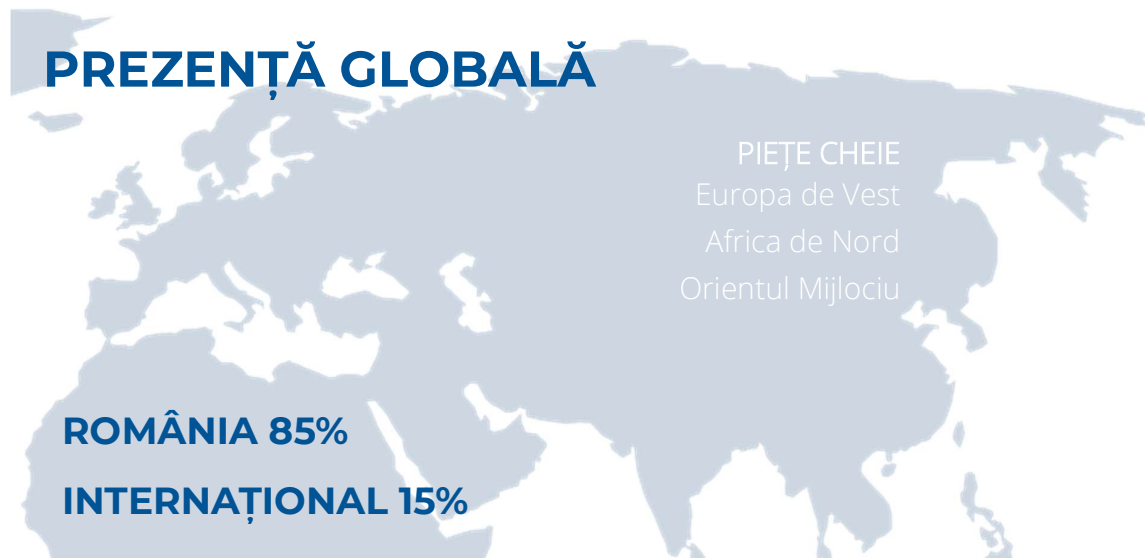 PREZENȚĂ GLOBALĂ
PIEȚE CHEIE
Europa de Vest
Africa de Nord
Orientul Mijlociu
ROMÂNIA 85%
INTERNAȚIONAL 15%